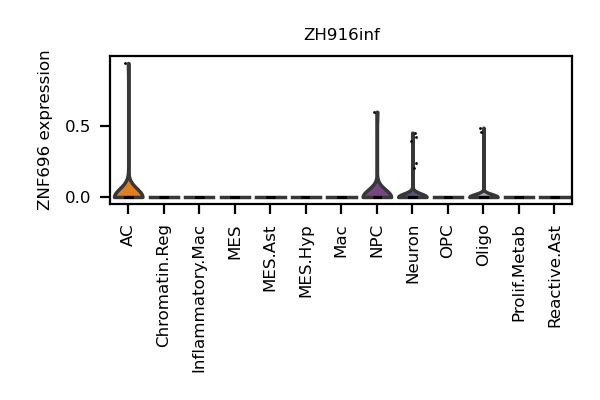 ZH916inf
ZNF696 expression
0.5
0.0
AC
Chromatin.Reg
Inflammatory.Mac
MES
MES.Ast
MES.Hyp
Mac
NPC
Neuron
OPC
Oligo
Prolif.Metab
Reactive.Ast